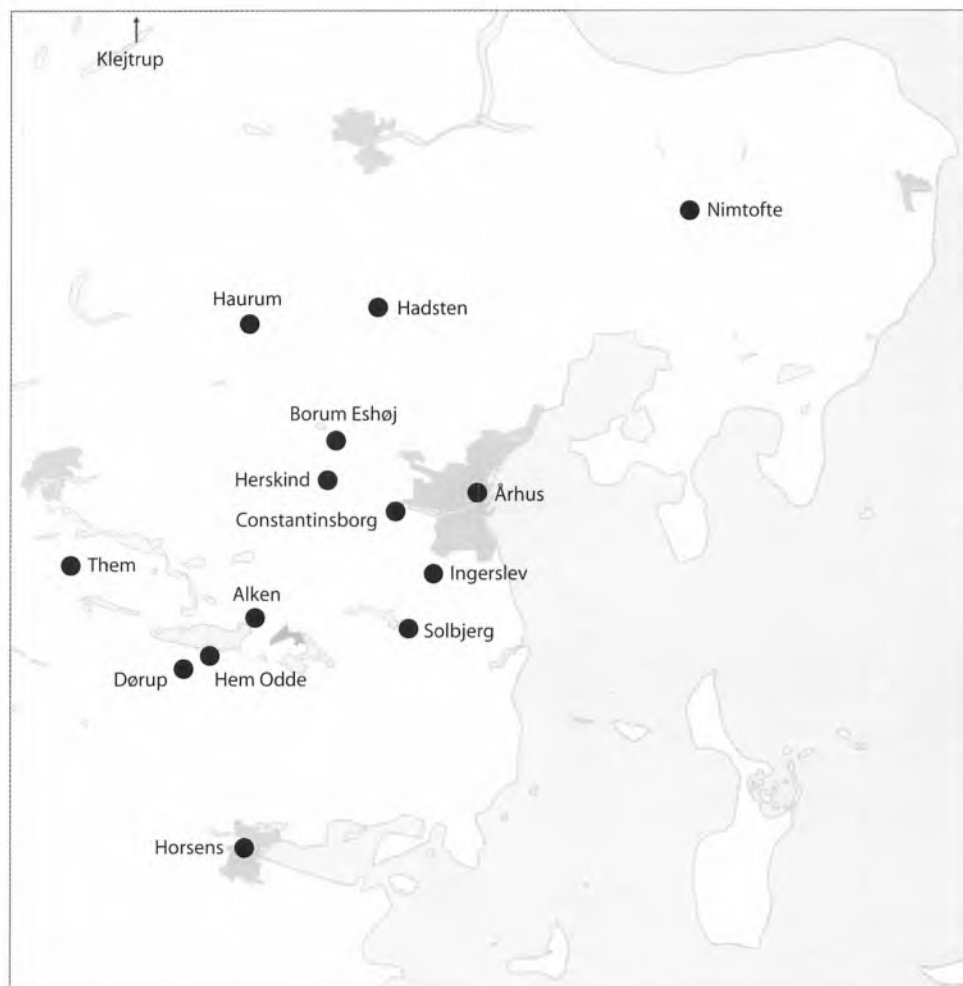 Klejtrup
Nimtofte
Haurum
Hadsten
Borum Eshøj
Herskind
Århus
Constantinsborg
Them
Ingerslev
Alken
Solbjerg
Dørup
Hem Odde
Horsens